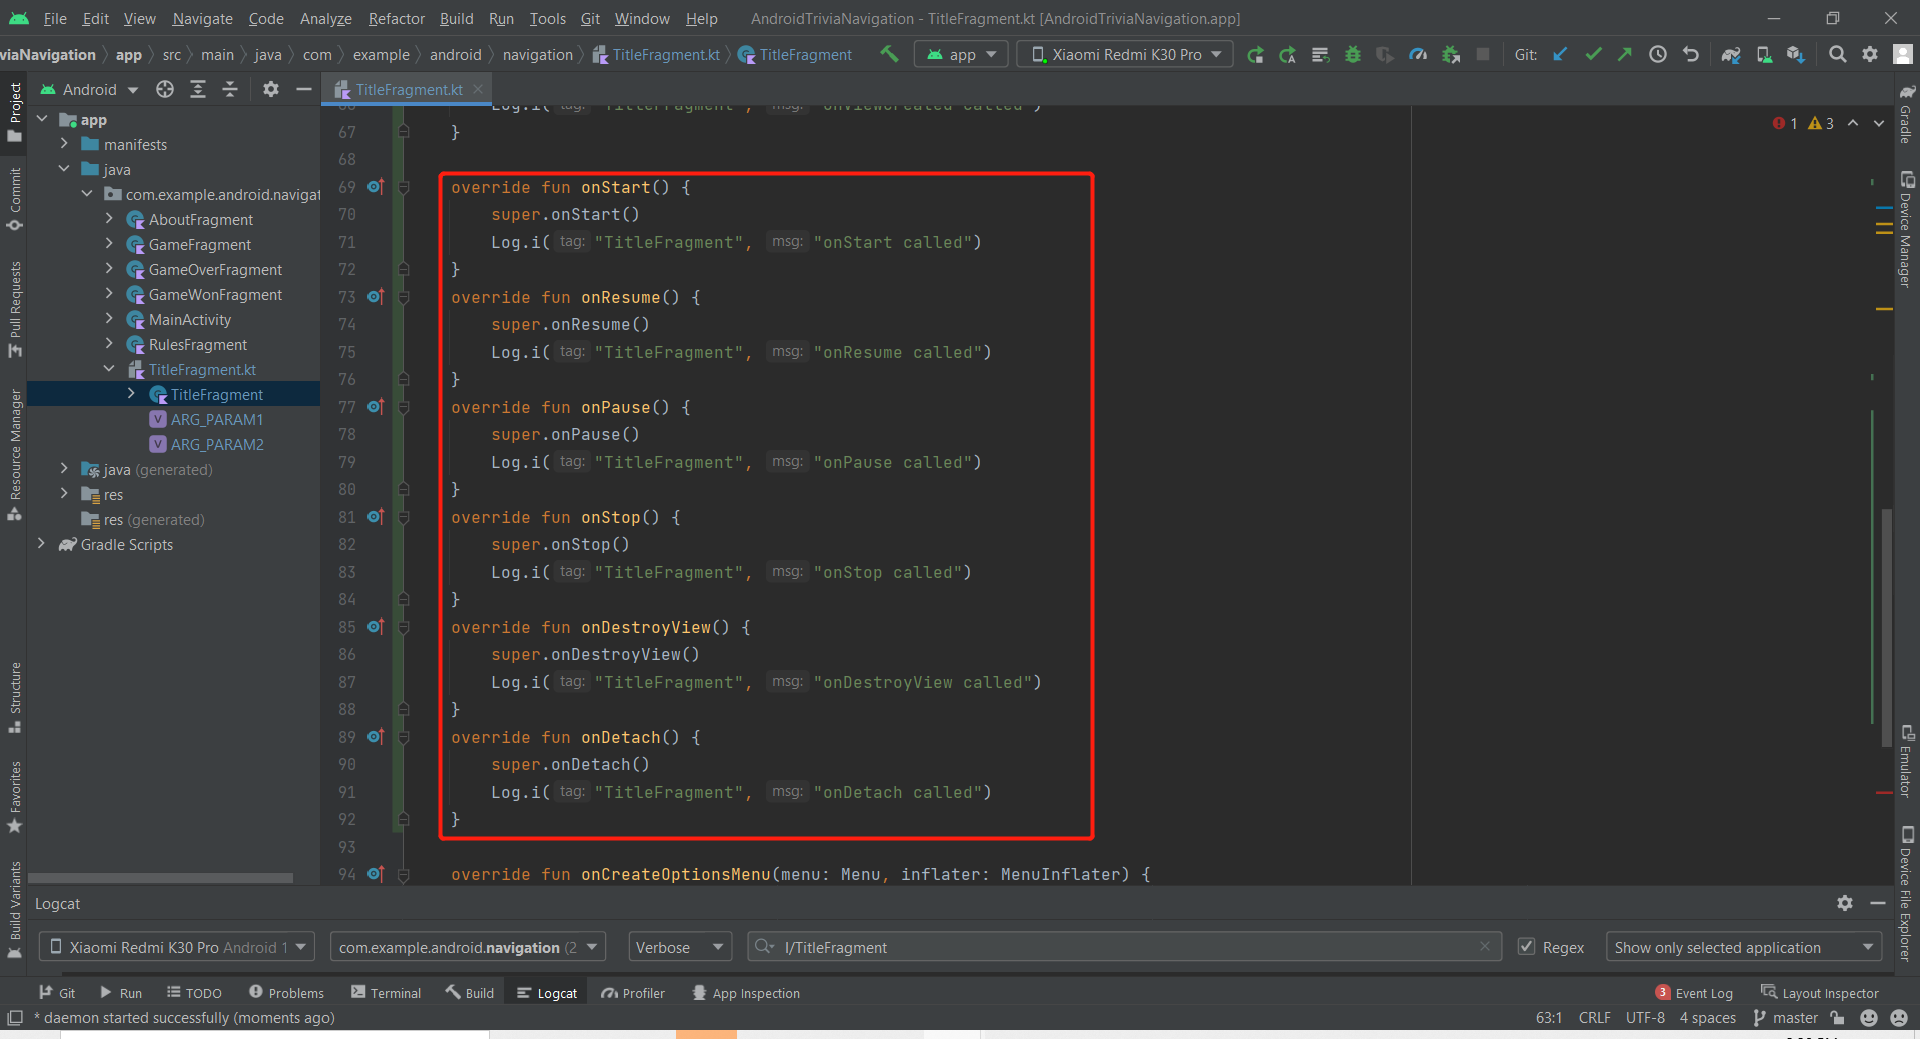 File Edit View Navigate Code Analyze Refactor Build Run Tools Git Window Help AndroidTriviaNavigation - TitleFragment.kt [AndroidTriviaNavigation.app]
viaNavigation app src main java com example android navigation TitleFragment.kt TitleFragment app Xiaomi Redmi K30 Pro Git:
Android TitleFragment.kt
Project
Commit
Pull Requests
Resource Manager
Structure
Favorites
Build Variants
app
manifests
java
com.example.android.navigat
AboutFragment
GameFragment
GameOverFragment
GameWonFragment
MainActivity
RulesFragment
TitleFragment.kt
TitleFragment
ARG_PARAM1
ARG_PARAM2
java (generated)
res
res (generated)
Gradle Scripts
Log.i( tag: "TitleFragment", msg: "onViewCreated called")
67 }
68
69 override fun onStart() {
70 super.onStart()
71 Log.i( tag: "TitleFragment", msg: "onStart called")
72 }
73 override fun onResume() {
74 super.onResume()
75 Log.i( tag: "TitleFragment", msg: "onResume called")
76 }
77 override fun onPause() {
78 super.onPause()
79 Log.i( tag: "TitleFragment", msg: "onPause called")
80 }
81 override fun onStop() {
82 super.onStop()
83 Log.i( tag: "TitleFragment", msg: "onStop called")
84 }
85 override fun onDestroyView() {
86 super.onDestroyView()
87 Log.i( tag: "TitleFragment", msg: "onDestroyView called")
88 }
89 override fun onDetach() {
90 super.onDetach()
91 Log.i( tag: "TitleFragment", msg: "onDetach called")
92 }
93
94 override fun onCreateOptionsMenu(menu: Menu, inflater: MenuInflater) {
1 3
Gradle
Device Manager
Emulator
Device File Explorer
Logcat
Xiaomi Redmi K30 Pro Android 1 com.example.android.navigation (2 Verbose I/TitleFragment Regex Show only selected application
Git Run TODO Problems Terminal Build Logcat Profiler App Inspection 3 Event Log Layout Inspector
* daemon started successfully (moments ago) 63:1 CRLF UTF-8 4 spaces master